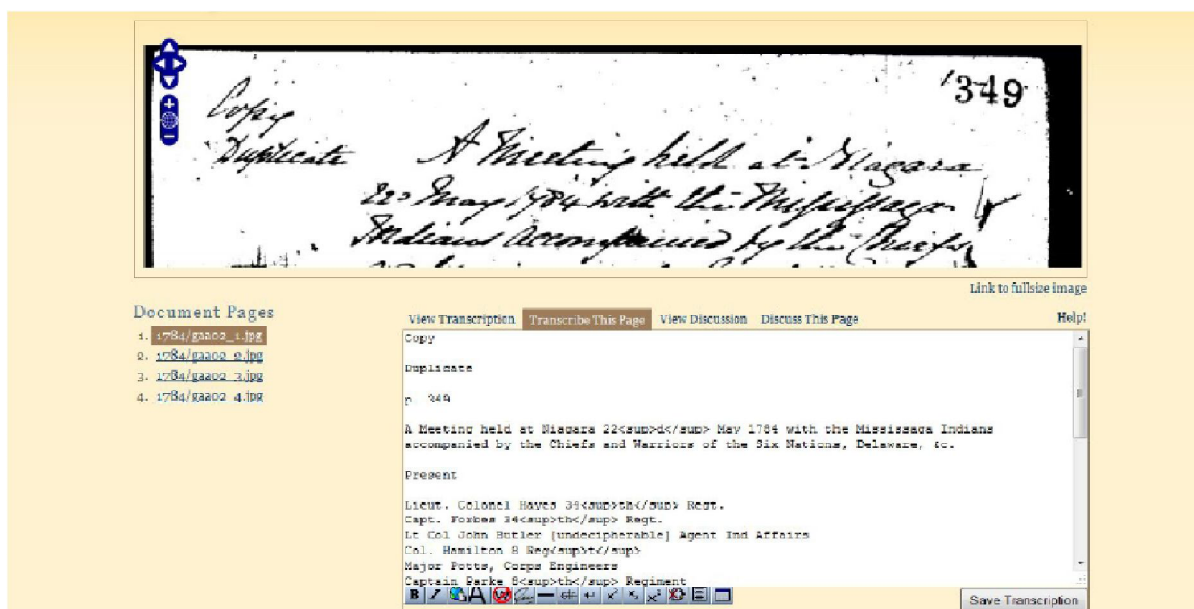 '349
Copy
Duplicate
A Meeting held at Niagara
22d May 1784 with the Mississaga
Indians accompanied by the Chiefs
Link to fullsize image
Document Pages
1. 1784/gaa02_1.jpg
2. 1784/gaa02_2.jpg
3. 1784/gaa02_3.jpg
4. 1784/gaa02_4.jpg
View Transcription Transcribe This Page View Discussion Discuss This Page Help!
Copy
Duplicate
p. 349
A Meeting held at Niagara 22<sup>d</sup> May 1784 with the Mississaga Indians
accompanied by the Chiefs and Warriors of the Six Nations, Delaware, &c.
Present
Lieut. Colonel Hayes 34<sup>th</sup> Regt.
Capt. Forbes 34<sup>th</sup> Regt.
Lt Col John Butler [undecipherable] Agent Ind Affairs
Col. Hamilton 8 Reg<sup>t</sup>
Major Potts, Corps Engineers
Captain Parke 8<sup>th</sup> Regiment
Save Transcription